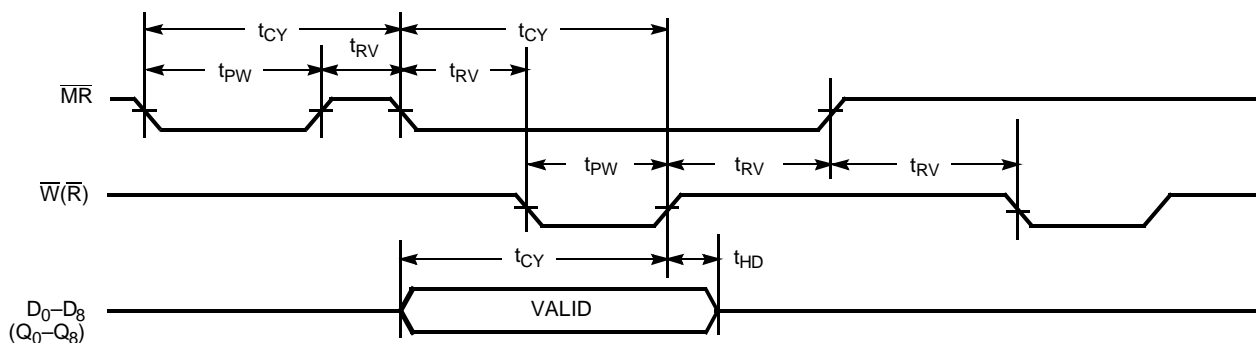 tCY tCY
tPW tRV tRV
MR
tPW tRV tRV
W(R)
tCY tHD
D0–D8 VALID
(Q0–Q8)